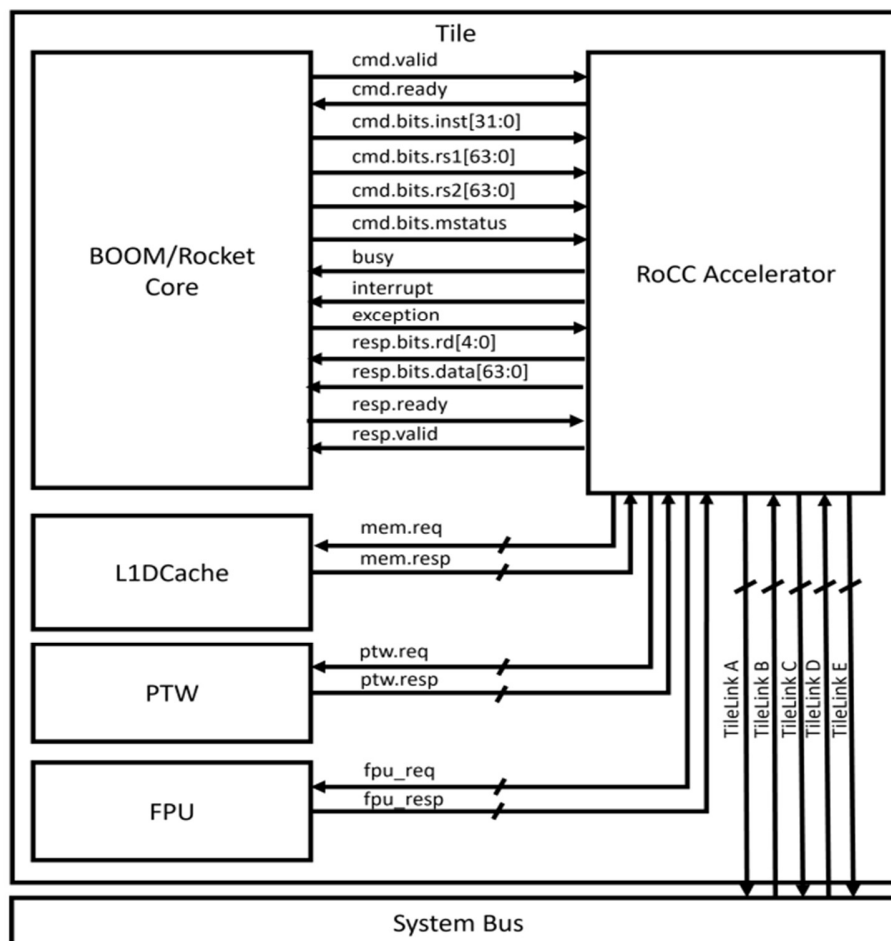 Tile
cmd.valid
cmd.ready
cmd.bits.inst[31:0]
cmd.bits.rs1[63:0]
cmd.bits.rs2[63:0]
cmd.bits.mstatus
busy
interrupt
exception
resp.bits.rd[4:0]
resp.bits.data[63:0]
resp.ready
resp.valid
BOOM/Rocket
Core
RoCC Accelerator
mem.req
mem.resp
L1DCache
ptw.req
ptw.resp
PTW
fpu_req
fpu_resp
FPU
TileLink A
TileLink B
TileLink C
TileLink D
TileLink E
System Bus